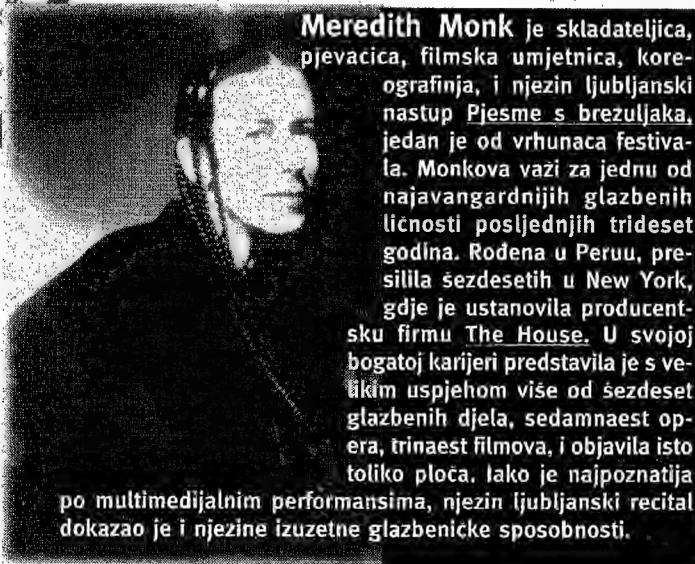 Meredith Monk je skladateljica,
pjevačica, filmska umjetnica, kore-
ografinja, i njezin ljubljanski
nastup Pjesme s brežuljaka,
jedan je od vrhunaca festiva-
la. Monkova važi za jednu od
najavangardnijih glazbenih
ličnosti posljednjih trideset
godina. Rođena u Peruu, pre-
silila šezdesetih u New York,
gdje je ustanovila producent-
sku firmu The House. U svojoj
bogatoj karijeri predstavila je s ve-
likim uspjehom više od šezdeset
glazbenih djela, sedamnaest op-
era, trinaest filmova, i objavila isto
toliko ploča. Iako je najpoznatija
po multimedijalnim performansima, njezin ljubljanski recital
dokazao je i njezine izuzetne glazbeničke sposobnosti.